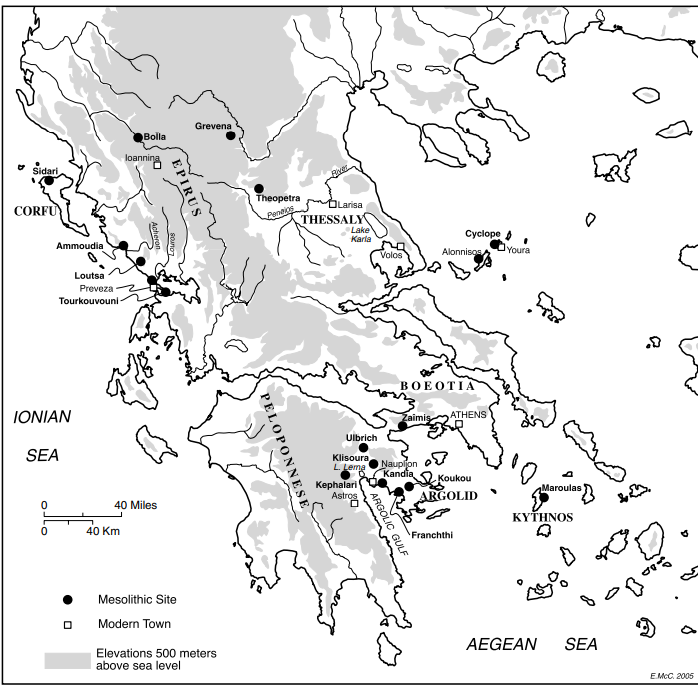 Grevena
Boila
Ioannina
EPIRUS
Sidari
CORFU
Theopetra
River
Penéios
Larisa
THESSALY
Lake
Karla
Volos
Cyclope
Alonnisos
Youra
Acheron
Louros
Ammoudia
Loutsa
Preveza
Tourkouvouni
BOEOTIA
IONIAN
SEA
PELOPONNESE
Zaimis
ATHENS
Ulbrich
Klisoura
L. Lerna
Nauplion
Kandia
Koukou
Kephalari
Astros
ARGOLID
ARGOLIC GULF
Franchthi
Maroulas
KYTHNOS
0 40 Miles
0 40 Km
Mesolithic Site
Modern Town
Elevations 500 meters
above sea level
AEGEAN SEA
E.McC. 2005